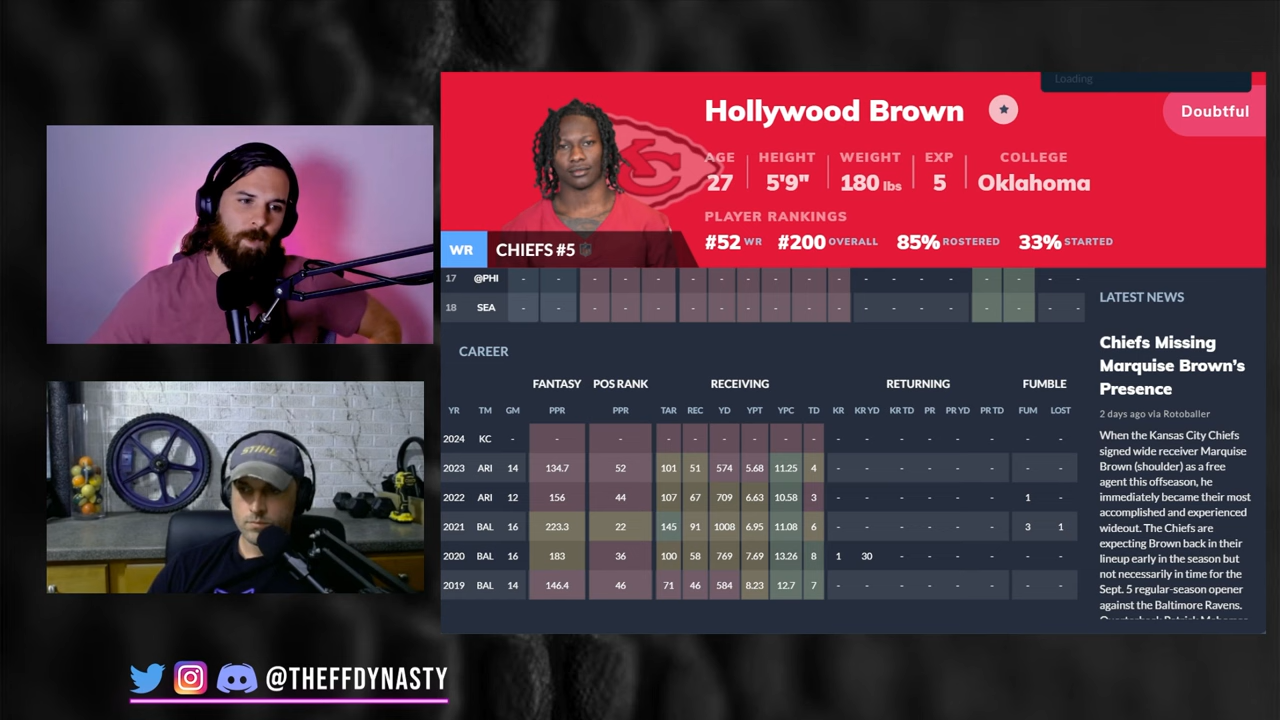 Loading
Hollywood Brown
Doubtful
AGE HEIGHT WEIGHT EXP COLLEGE
27 5'9" 180 lbs 5 Oklahoma
PLAYER RANKINGS
#52 WR #200 OVERALL 85% ROSTERED 33% STARTED
WR CHIEFS #5
17 @PHI - - - - - - - - - - - - - - - - -
18 SEA - - - - - - - - - - - - - - - - -
CAREER
FANTASY POS RANK RECEIVING RETURNING FUMBLE
YR TM GM PPR PPR TAR REC YD YPT YPC TD KR KR YD KR TD PR PR YD PR TD FUM LOST
2024 KC - - - - - - - - - - - - - - - - -
2023 ARI 14 134.7 52 101 51 574 5.68 11.25 4 - - - - - - - -
2022 ARI 12 156 44 107 67 709 6.63 10.58 3 - - - - - - 1 -
2021 BAL 16 223.3 22 145 91 1008 6.95 11.08 6 - - - - - - 3 1
2020 BAL 16 183 36 100 58 769 7.69 13.26 8 1 30 - - - - - -
2019 BAL 14 146.4 46 71 46 584 8.23 12.7 7 - - - - - - - -
LATEST NEWS
Chiefs Missing
Marquise Brown's
Presence
2 days ago via Rotoballer
When the Kansas City Chiefs
signed wide receiver Marquise
Brown (shoulder) as a free
agent this offseason, he
immediately became their most
accomplished and experienced
wideout. The Chiefs are
expecting Brown back in their
lineup early in the season but
not necessarily in time for the
Sept. 5 regular-season opener
against the Baltimore Ravens.
Quarterback Patrick Mahomes
STIHL
@THEFFDYNASTY